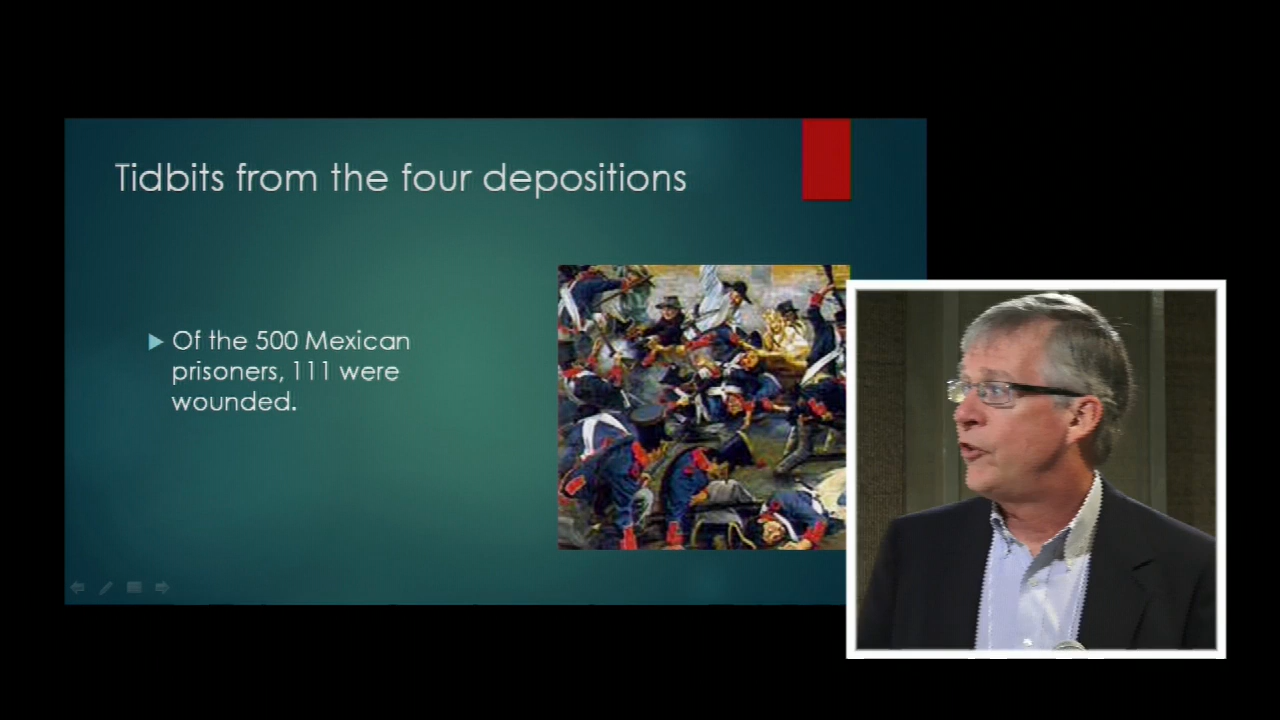 Tidbits from the four depositions
Of the 500 Mexican
prisoners, 111 were
wounded.